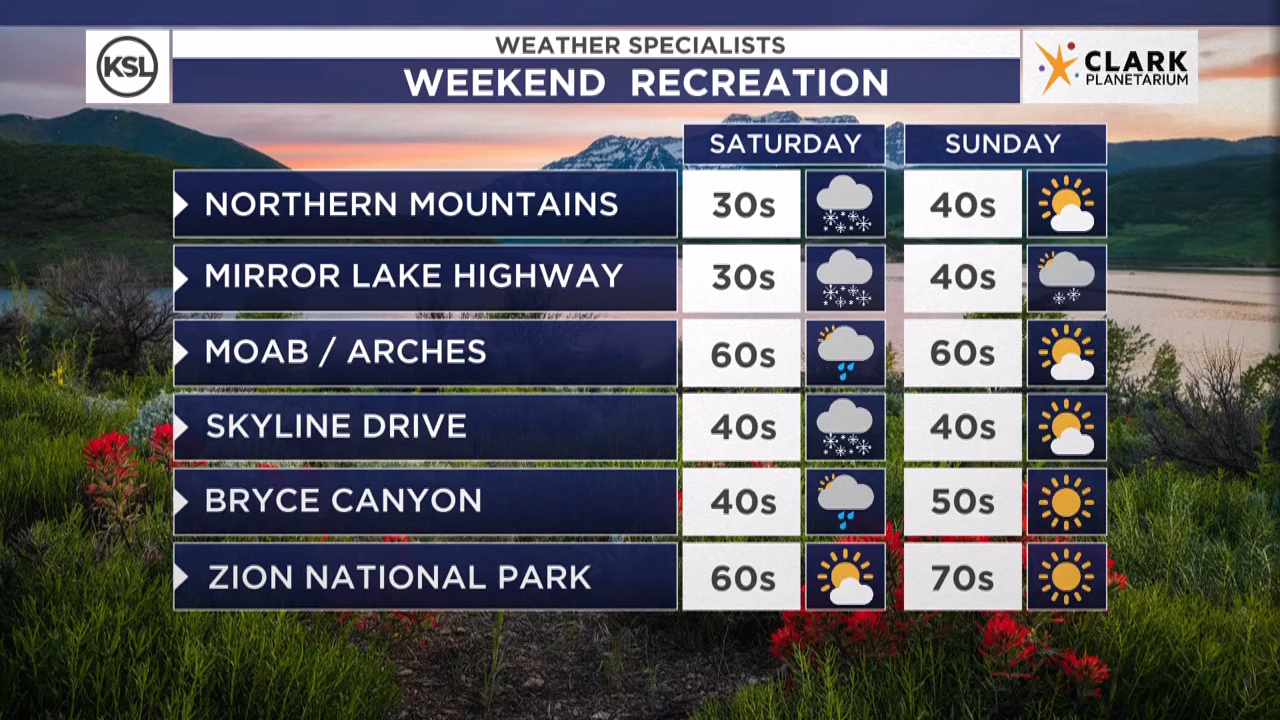 KSL
WEATHER SPECIALISTS
WEEKEND RECREATION
CLARK
PLANETARIUM
SATURDAY SUNDAY
NORTHERN MOUNTAINS 30s 40s
MIRROR LAKE HIGHWAY 30s 40s
MOAB / ARCHES 60s 60s
SKYLINE DRIVE 40s 40s
BRYCE CANYON 40s 50s
ZION NATIONAL PARK 60s 70s